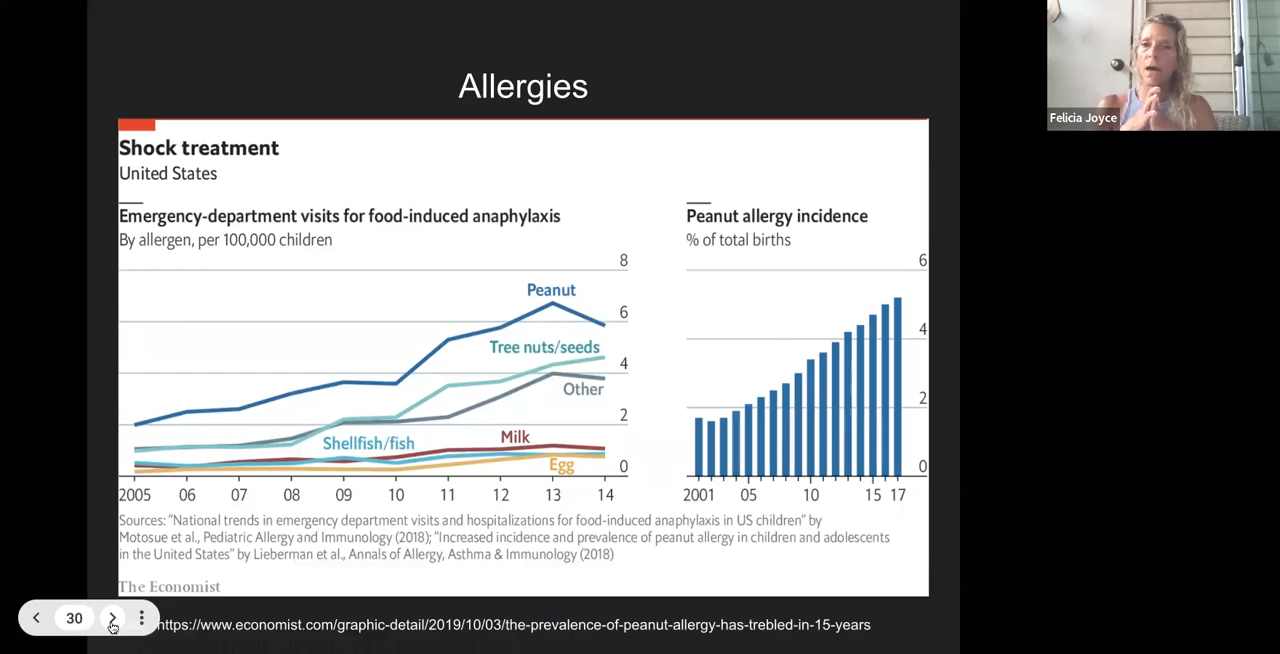 Allergies
Felicia Joyce
Shock treatment
United States
Emergency-department visits for food-induced anaphylaxis
By allergen, per 100,000 children
8
Peanut
6
Tree nuts/seeds
4
Other
2
Shellfish/fish
Milk
Egg
0
2005 06 07 08 09 10 11 12 13 14
Peanut allergy incidence
% of total births
6
4
2
0
2001 05 10 15 17
Sources: "National trends in emergency department visits and hospitalizations for food-induced anaphylaxis in US children" by
Motosue et al., Pediatric Allergy and Immunology (2018); "Increased incidence and prevalence of peanut allergy in children and adolescents
in the United States" by Lieberman et al., Annals of Allergy, Asthma & Immunology (2018)
The Economist
30
https://www.economist.com/graphic-detail/2019/10/03/the-prevalence-of-peanut-allergy-has-trebled-in-15-years